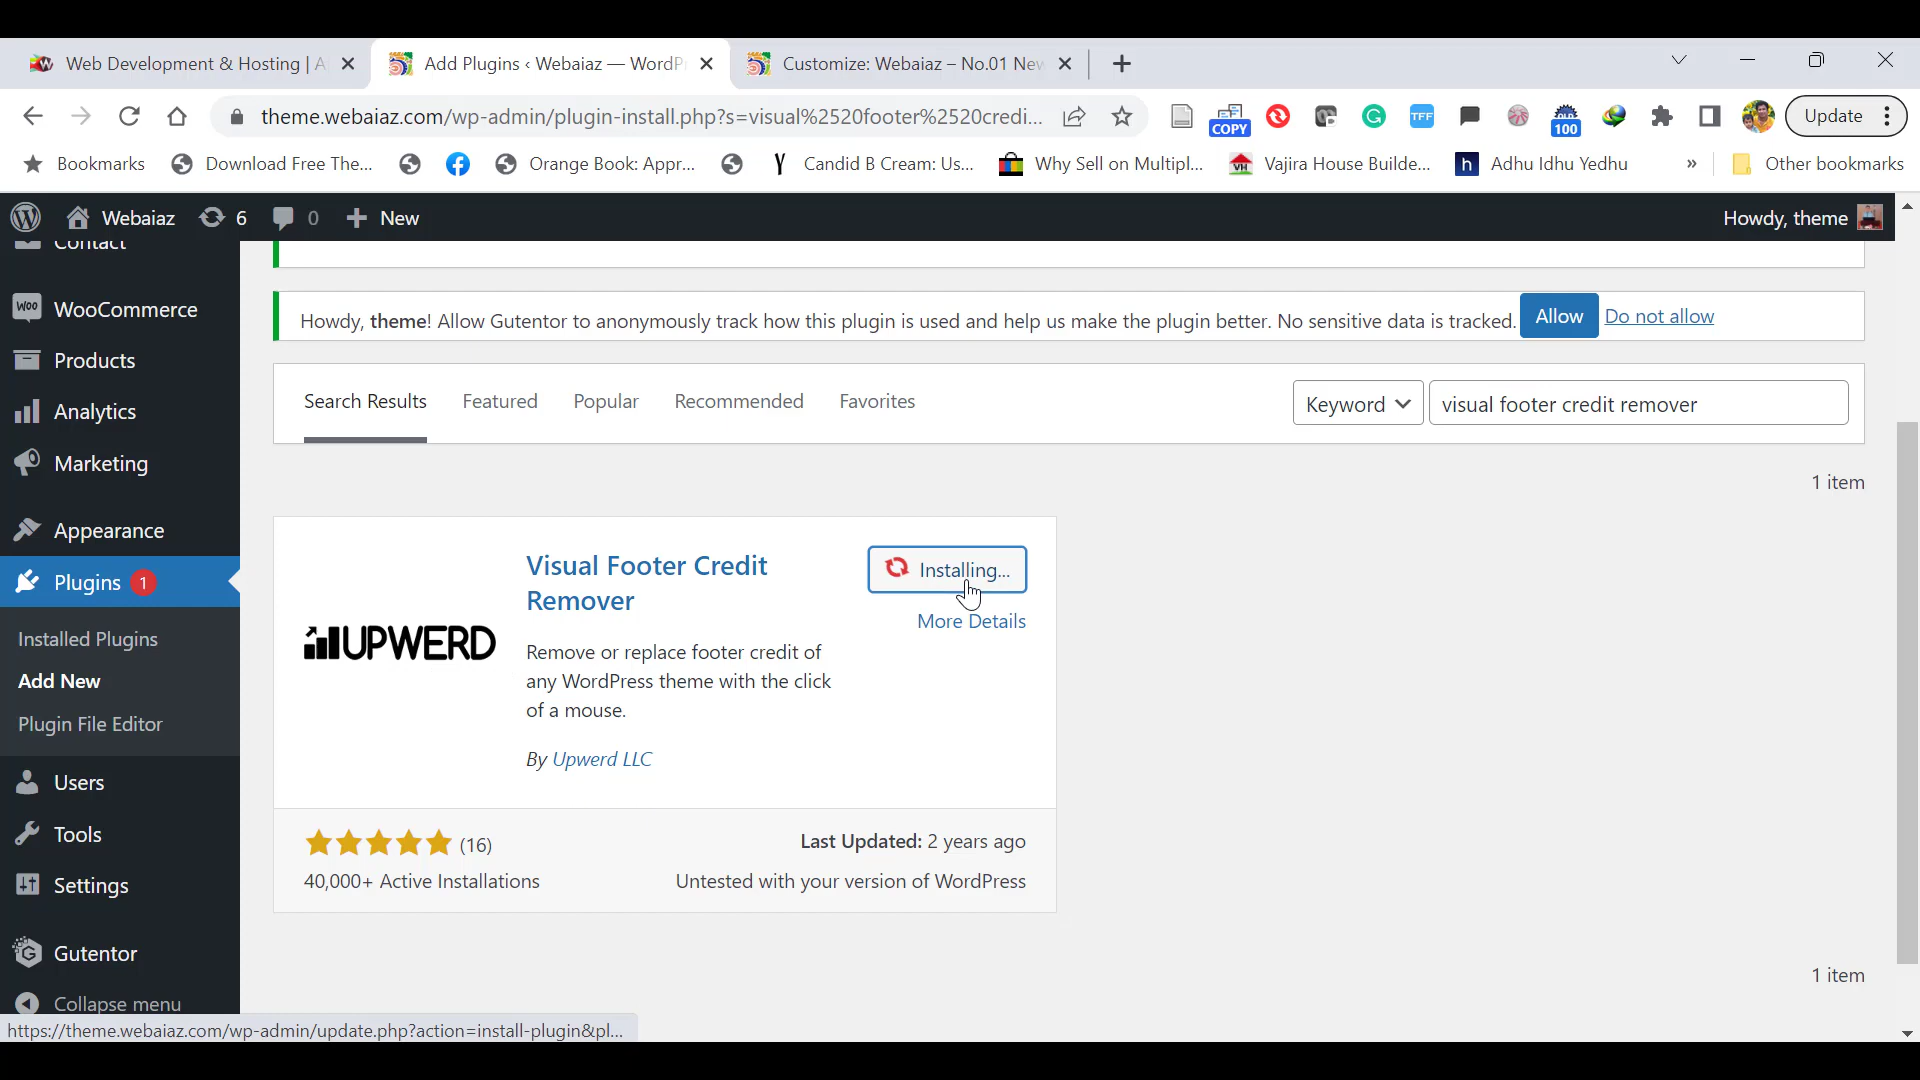 Web Development & Hosting | A
Add Plugins ‹ Webaiaz — WordP
Customize: Webaiaz – No.01 New
theme.webaiaz.com/wp-admin/plugin-install.php?s=visual%2520footer%2520credi...
COPY
TFF
100
Update
Bookmarks
Download Free The...
Orange Book: Appr...
Candid B Cream: Us...
Why Sell on Multipl...
VH
Vajira House Builde...
h
Adhu Idhu Yedhu
»
Other bookmarks
Webaiaz
6
0
New
Howdy, theme
Contact
WOO
WooCommerce
Howdy, theme! Allow Gutentor to anonymously track how this plugin is used and help us make the plugin better. No sensitive data is tracked. Allow Do not allow
Products
Analytics
Marketing
Appearance
Plugins 1
Installed Plugins
Add New
Plugin File Editor
Users
Tools
Settings
Gutentor
Collapse menu
Search Results Featured Popular Recommended Favorites
Keyword
visual footer credit remover
1 item
UPWERD
Visual Footer Credit
Remover
Installing...
More Details
Remove or replace footer credit of
any WordPress theme with the click
of a mouse.
By Upwerd LLC
(16)
40,000+ Active Installations
Last Updated: 2 years ago
Untested with your version of WordPress
1 item
https://theme.webaiaz.com/wp-admin/update.php?action=install-plugin&pl...